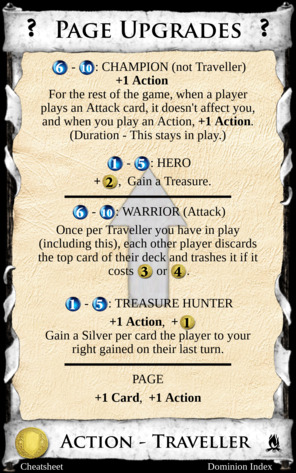 ? PAGE UPGRADES ?
6 - 10: CHAMPION (not Traveller)
+1 Action
For the rest of the game, when a player
plays an Attack card, it doesn't affect you,
and when you play an Action, +1 Action.
(Duration - This stays in play.)
1 - 5: HERO
+ 2, Gain a Treasure.
6 - 10: WARRIOR (Attack)
Once per Traveller you have in play
(including this), each other player discards
the top card of their deck and trashes it if it
costs 3 or 4.
1 - 5: TREASURE HUNTER
+1 Action, + 1
Gain a Silver per card the player to your
right gained on their last turn.
PAGE
+1 Card, +1 Action
ACTION - TRAVELLER
Cheatsheet
Dominion Index